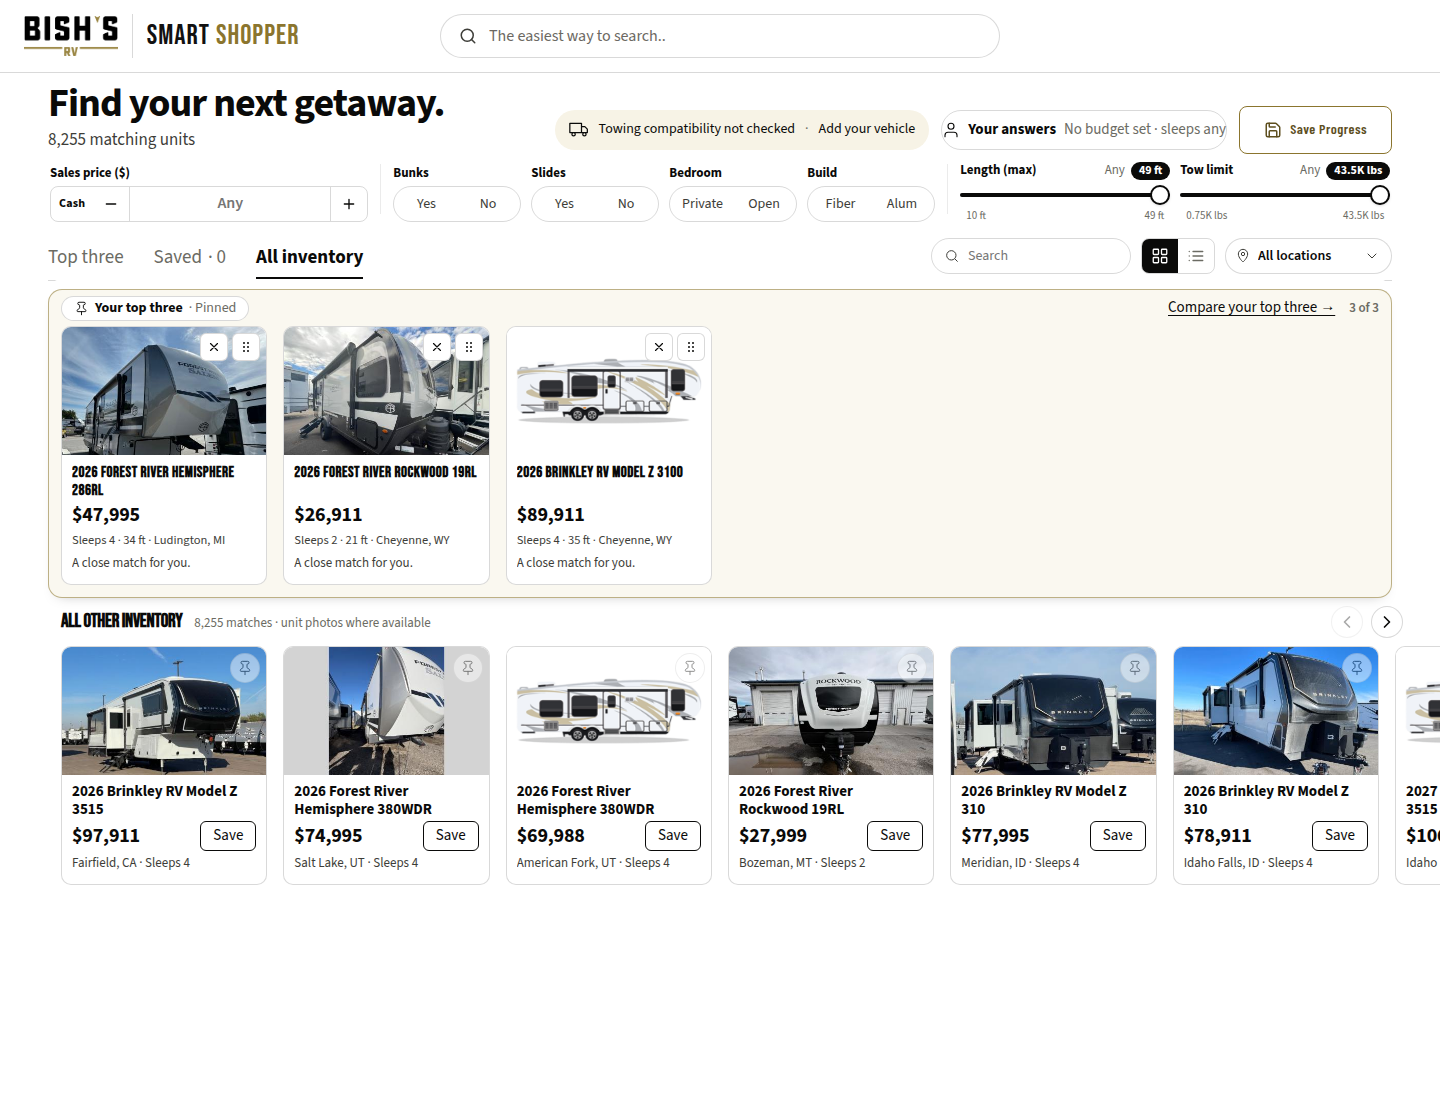 BISH'S
RV
SMART SHOPPER
The easiest way to search..
Find your next getaway.
8,255 matching units
Towing compatibility not checked · Add your vehicle
Your answers No budget set · sleeps any
Save Progress
Sales price ($)
Bunks
Slides
Bedroom
Build
Length (max) Any 49 ft
Tow limit Any 43.5K lbs
Cash − Any +
Yes No
Yes No
Private Open
Fiber Alum
10 ft 49 ft
0.75K lbs 43.5K lbs
Top three
Saved · 0
All inventory
Search
All locations
Your top three · Pinned
Compare your top three →
3 of 3
2026 FOREST RIVER HEMISPHERE
286RL
$47,995
Sleeps 4 · 34 ft · Ludington, MI
A close match for you.
2026 FOREST RIVER ROCKWOOD 19RL
$26,911
Sleeps 2 · 21 ft · Cheyenne, WY
A close match for you.
2026 BRINKLEY RV MODEL Z 3100
$89,911
Sleeps 4 · 35 ft · Cheyenne, WY
A close match for you.
ALL OTHER INVENTORY
8,255 matches · unit photos where available
2026 Brinkley RV Model Z
3515
$97,911
Save
Fairfield, CA · Sleeps 4
2026 Forest River
Hemisphere 380WDR
$74,995
Save
Salt Lake, UT · Sleeps 4
2026 Forest River
Hemisphere 380WDR
$69,988
Save
American Fork, UT · Sleeps 4
ROCKWOOD
2026 Forest River
Rockwood 19RL
$27,999
Save
Bozeman, MT · Sleeps 2
BRINKLEY
BRINKLEY
2026 Brinkley RV Model Z
310
$77,995
Save
Meridian, ID · Sleeps 4
BRINKLEY
2026 Brinkley RV Model Z
310
$78,911
Save
Idaho Falls, ID · Sleeps 4
2027
3515
Idaho